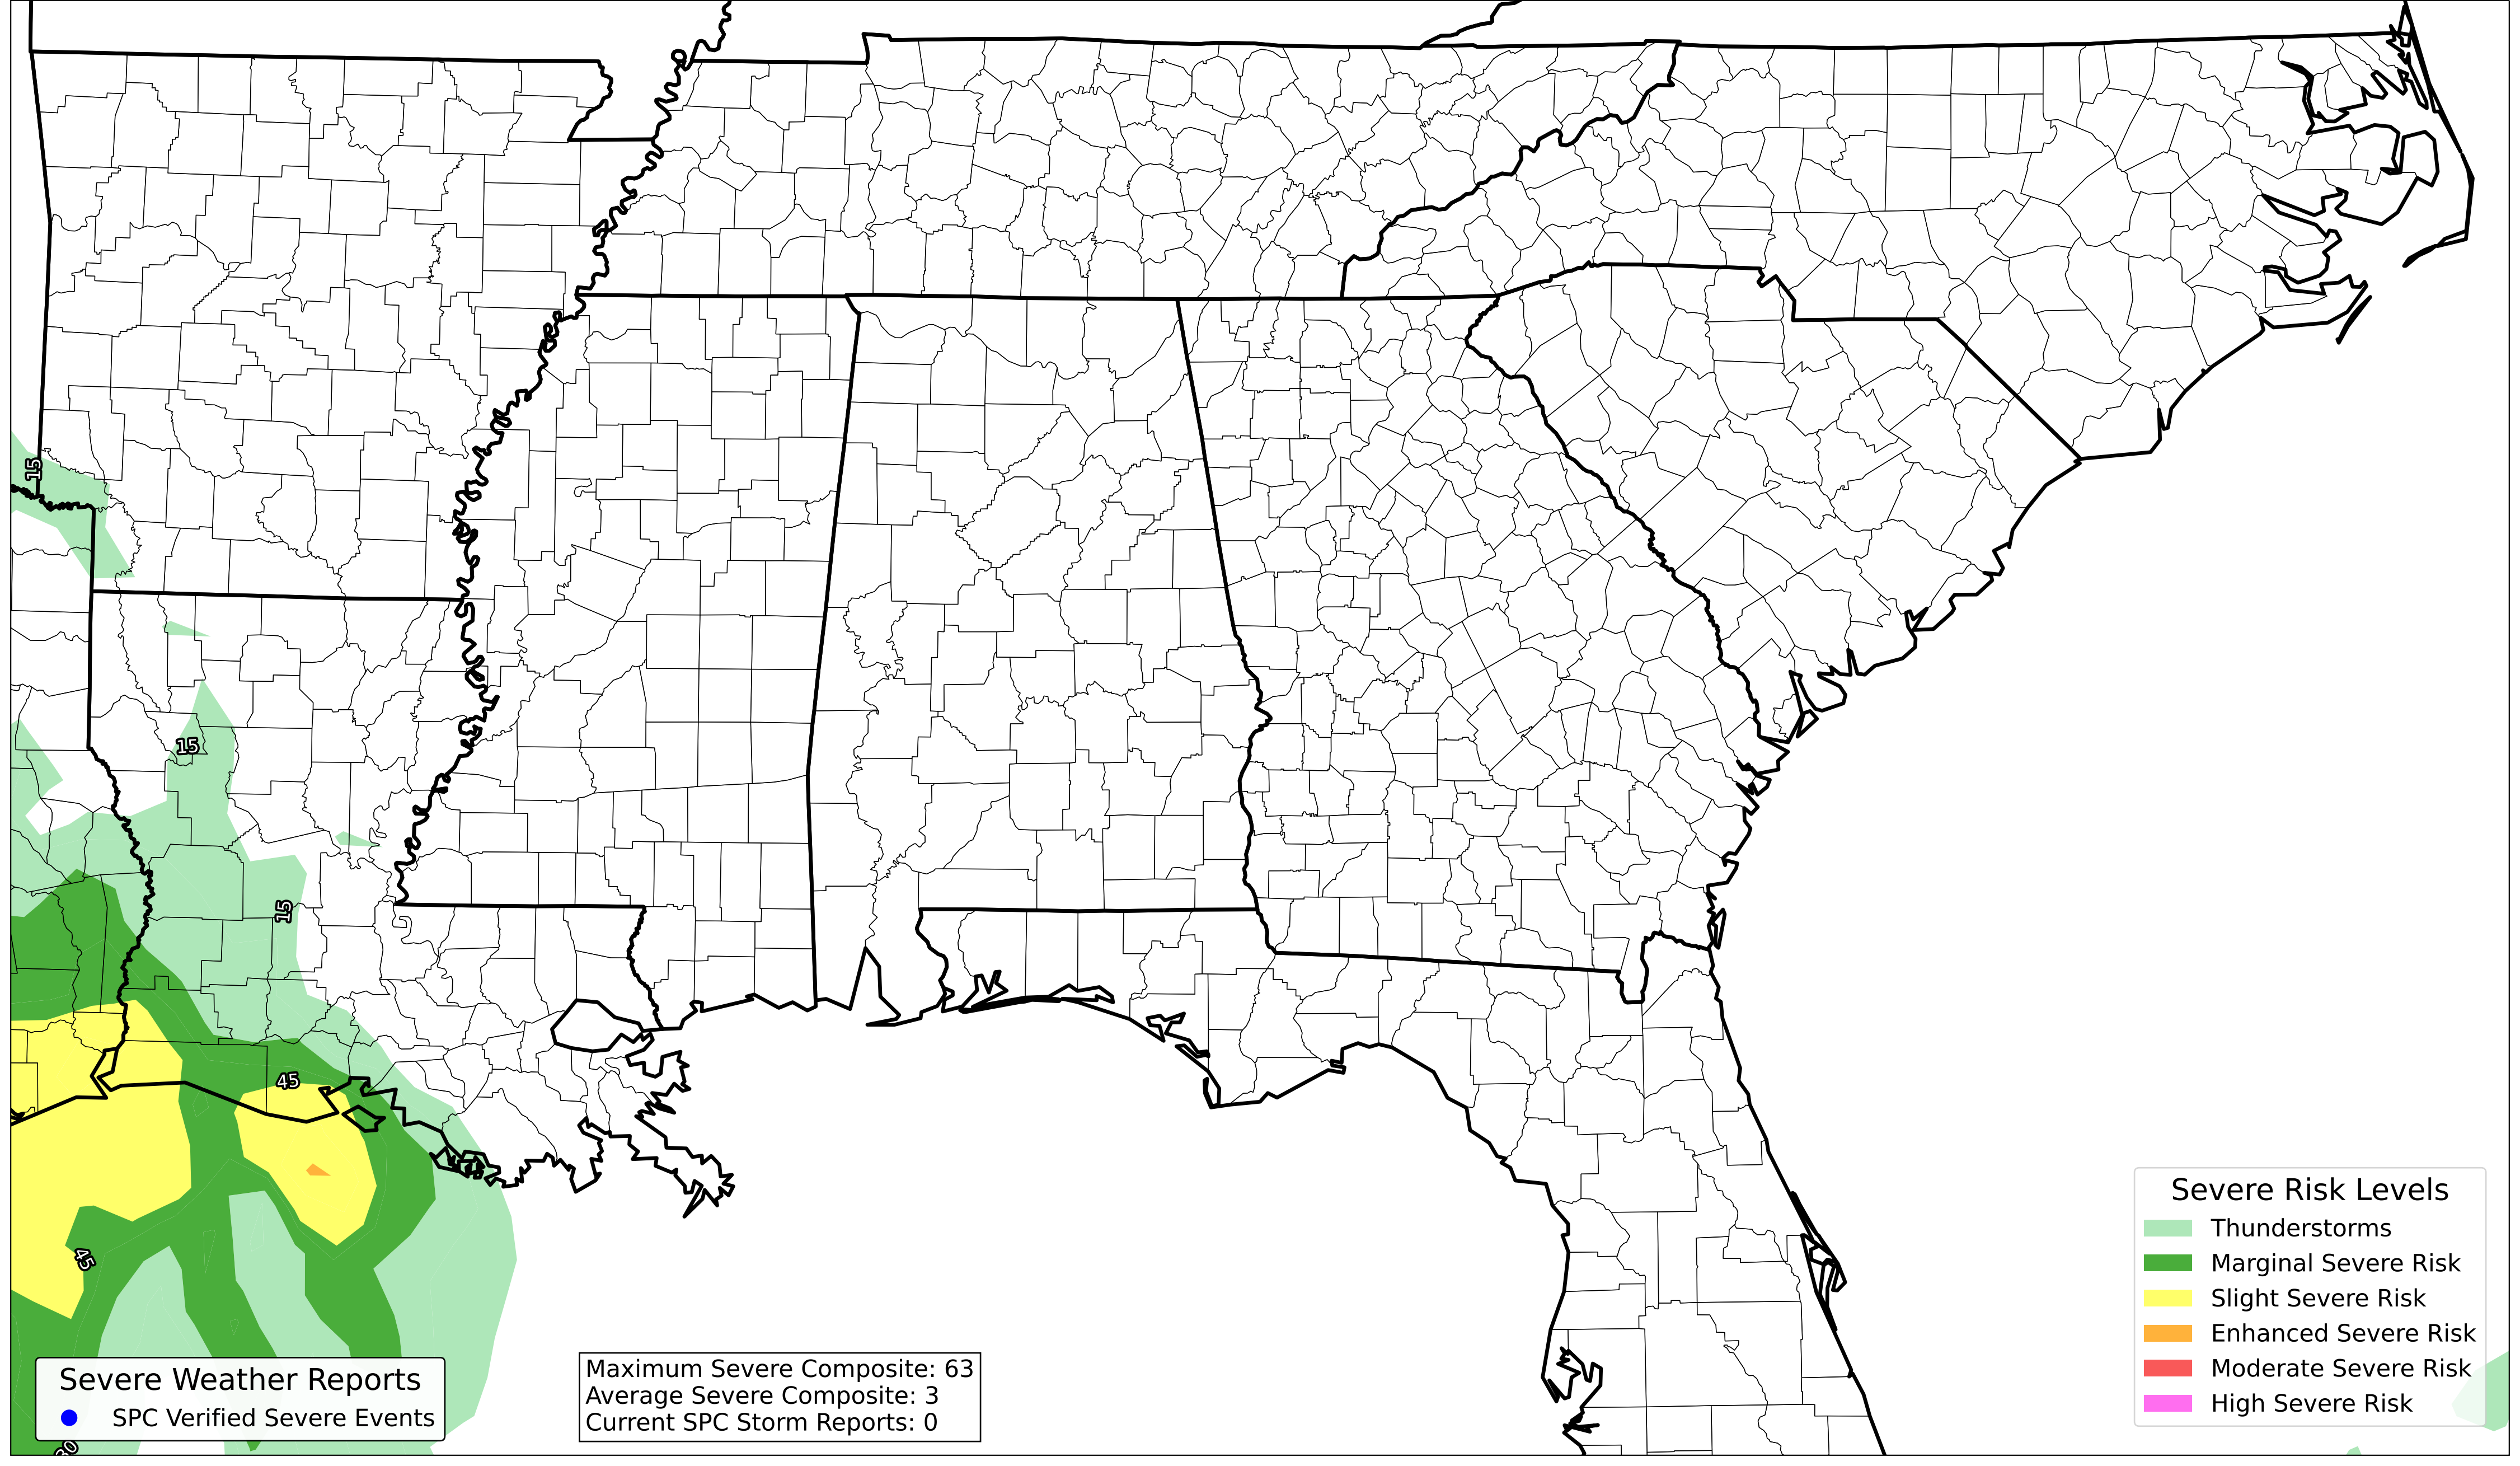 15
15
15
45
45
30
Severe Weather Reports
SPC Verified Severe Events
Maximum Severe Composite: 63
Average Severe Composite: 3
Current SPC Storm Reports: 0
Severe Risk Levels
Thunderstorms
Marginal Severe Risk
Slight Severe Risk
Enhanced Severe Risk
Moderate Severe Risk
High Severe Risk